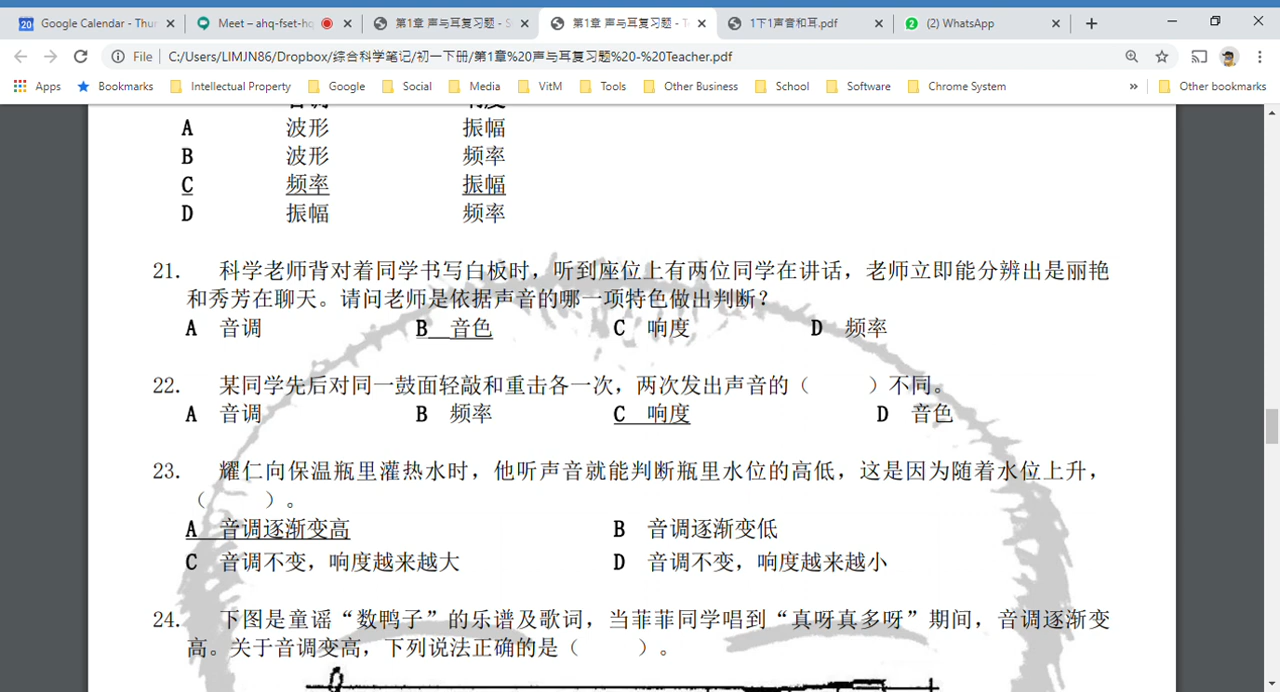 Google Calendar - Thur
Meet – ahq-fset-hq
第1章 声与耳复习题 - S
第1章 声与耳复习题 - T
1下1声音和耳.pdf
(2) WhatsApp
File
C:/Users/LIMJN86/Dropbox/综合科学笔记/初一下册/第1章%20声与耳复习题%20-%20Teacher.pdf
Apps Bookmarks Intellectual Property Google Social Media VitM Tools Other Business School Software Chrome System » Other bookmarks
A 波形 振幅
B 波形 频率
C 频率 振幅
D 振幅 频率
21. 科学老师背对着同学书写白板时，听到座位上有两位同学在讲话，老师立即能分辨出是丽艳
和秀芳在聊天。请问老师是依据声音的哪一项特色做出判断？
A 音调 B 音色 C 响度 D 频率
22. 某同学先后对同一鼓面轻敲和重击各一次，两次发出声音的（ ）不同。
A 音调 B 频率 C 响度 D 音色
23. 耀仁向保温瓶里灌热水时，他听声音就能判断瓶里水位的高低，这是因为随着水位上升，
（ ）。
A 音调逐渐变高 B 音调逐渐变低
C 音调不变，响度越来越大 D 音调不变，响度越来越小
24. 下图是童谣“数鸭子”的乐谱及歌词，当菲菲同学唱到“真呀真多呀”期间，音调逐渐变
高。关于音调变高，下列说法正确的是（ ）。